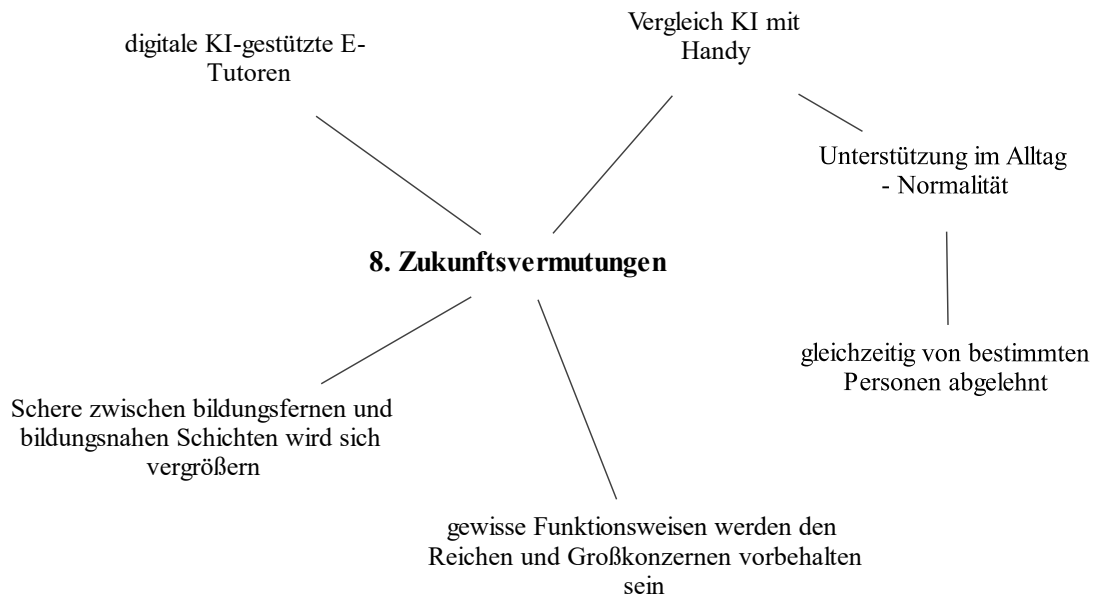 digitale KI-gestützte E-
Tutoren
Vergleich KI mit
Handy
Unterstützung im Alltag
- Normalität
8. Zukunftsvermutungen
gleichzeitig von bestimmten
Personen abgelehnt
Schere zwischen bildungsfernen und
bildungsnahen Schichten wird sich
vergrößern
gewisse Funktionsweisen werden den
Reichen und Großkonzernen vorbehalten
sein